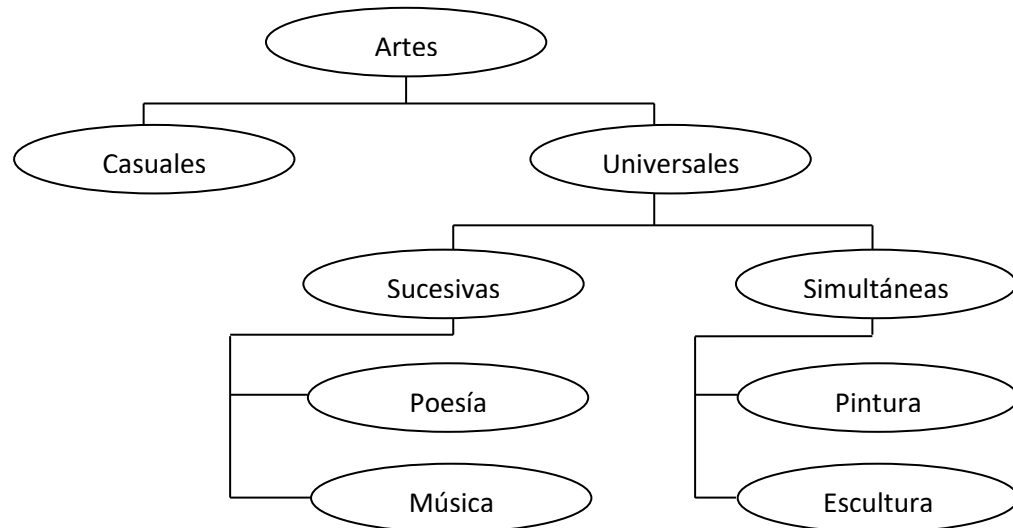 Artes
Casuales
Universales
Sucesivas
Simultáneas
Poesía
Pintura
Música
Escultura